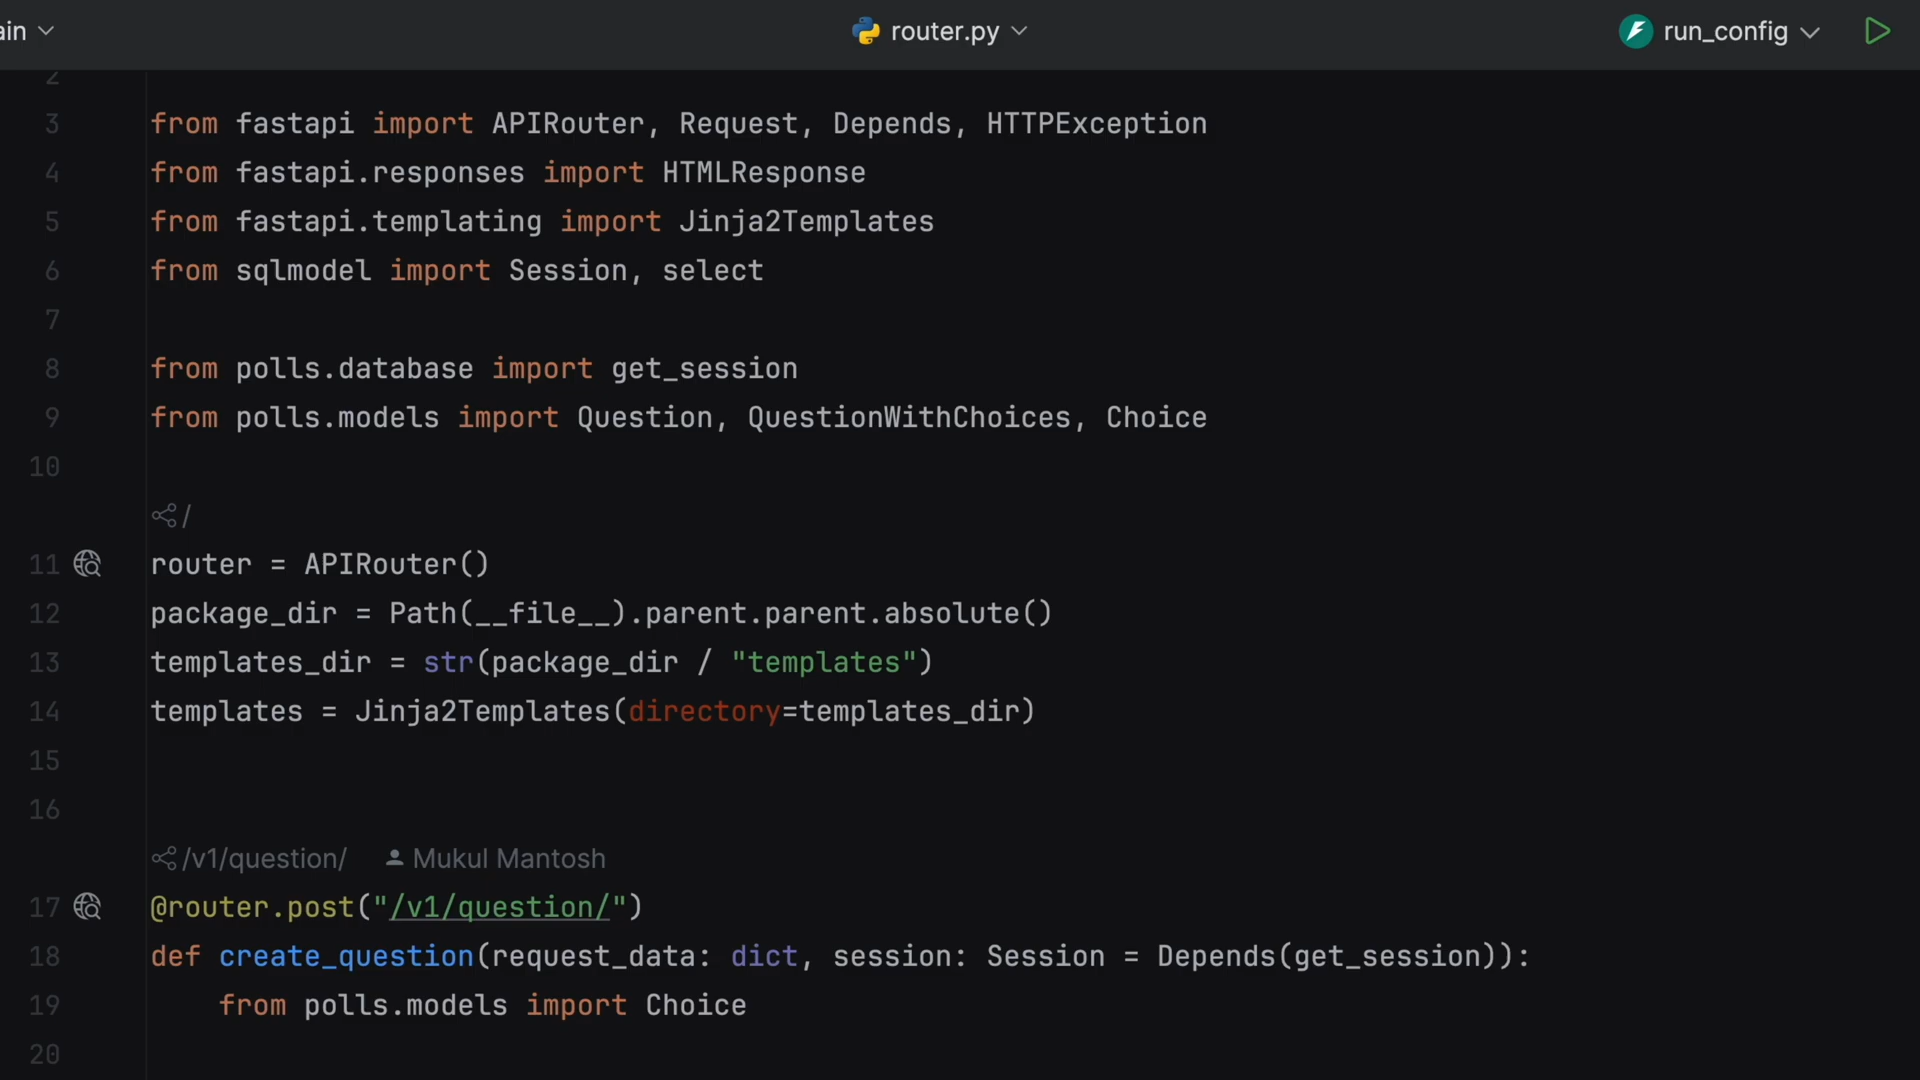 ain
router.py
run_config
2
3 from fastapi import APIRouter, Request, Depends, HTTPException
4 from fastapi.responses import HTMLResponse
5 from fastapi.templating import Jinja2Templates
6 from sqlmodel import Session, select
7
8 from polls.database import get_session
9 from polls.models import Question, QuestionWithChoices, Choice
10
/
11 router = APIRouter()
12 package_dir = Path(__file__).parent.parent.absolute()
13 templates_dir = str(package_dir / "templates")
14 templates = Jinja2Templates(directory=templates_dir)
15
16
/v1/question/ Mukul Mantosh
17 @router.post("/v1/question/")
18 def create_question(request_data: dict, session: Session = Depends(get_session)):
19     from polls.models import Choice
20